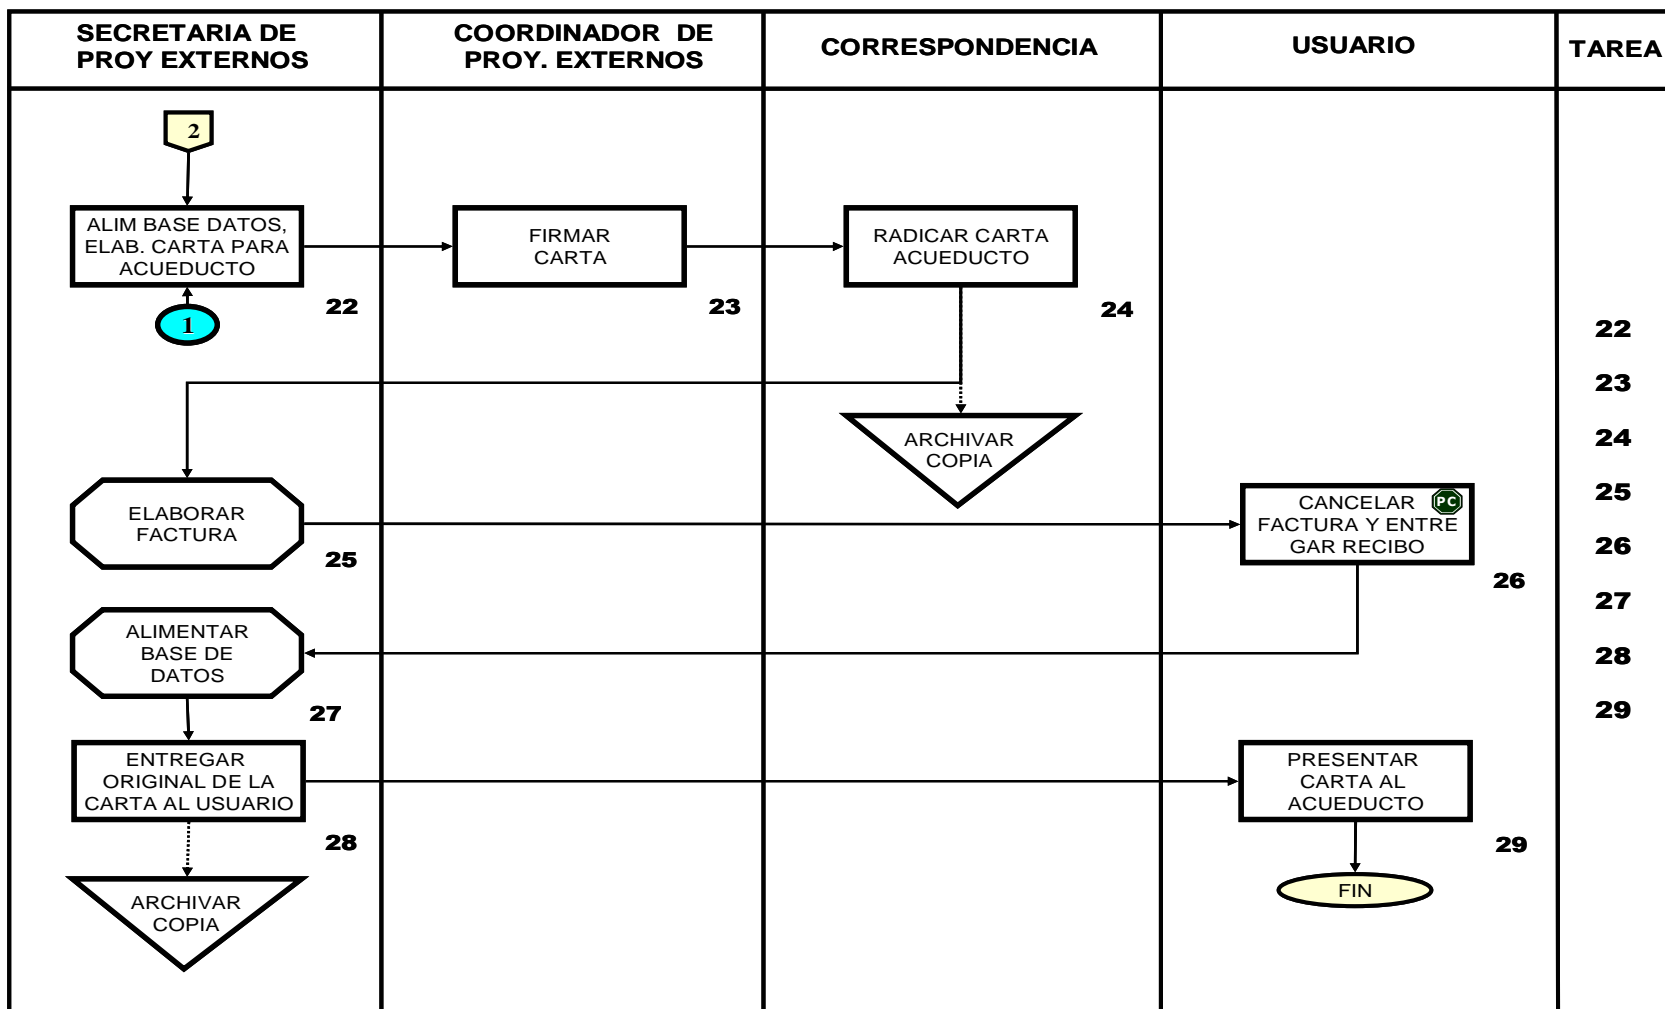 SECRETARIA DE
PROY EXTERNOS
COORDINADOR DE
PROY. EXTERNOS
CORRESPONDENCIA
USUARIO
TAREA
2
ALIM BASE DATOS,
ELAB. CARTA PARA
ACUEDUCTO
22
1
FIRMAR
CARTA
23
RADICAR CARTA
ACUEDUCTO
24
ARCHIVAR
COPIA
ELABORAR
FACTURA
25
CANCELAR
PC
FACTURA Y ENTRE
GAR RECIBO
26
ALIMENTAR
BASE DE
DATOS
27
ENTREGAR
ORIGINAL DE LA
CARTA AL USUARIO
28
PRESENTAR
CARTA AL
ACUEDUCTO
29
ARCHIVAR
COPIA
FIN
22
23
24
25
26
27
28
29